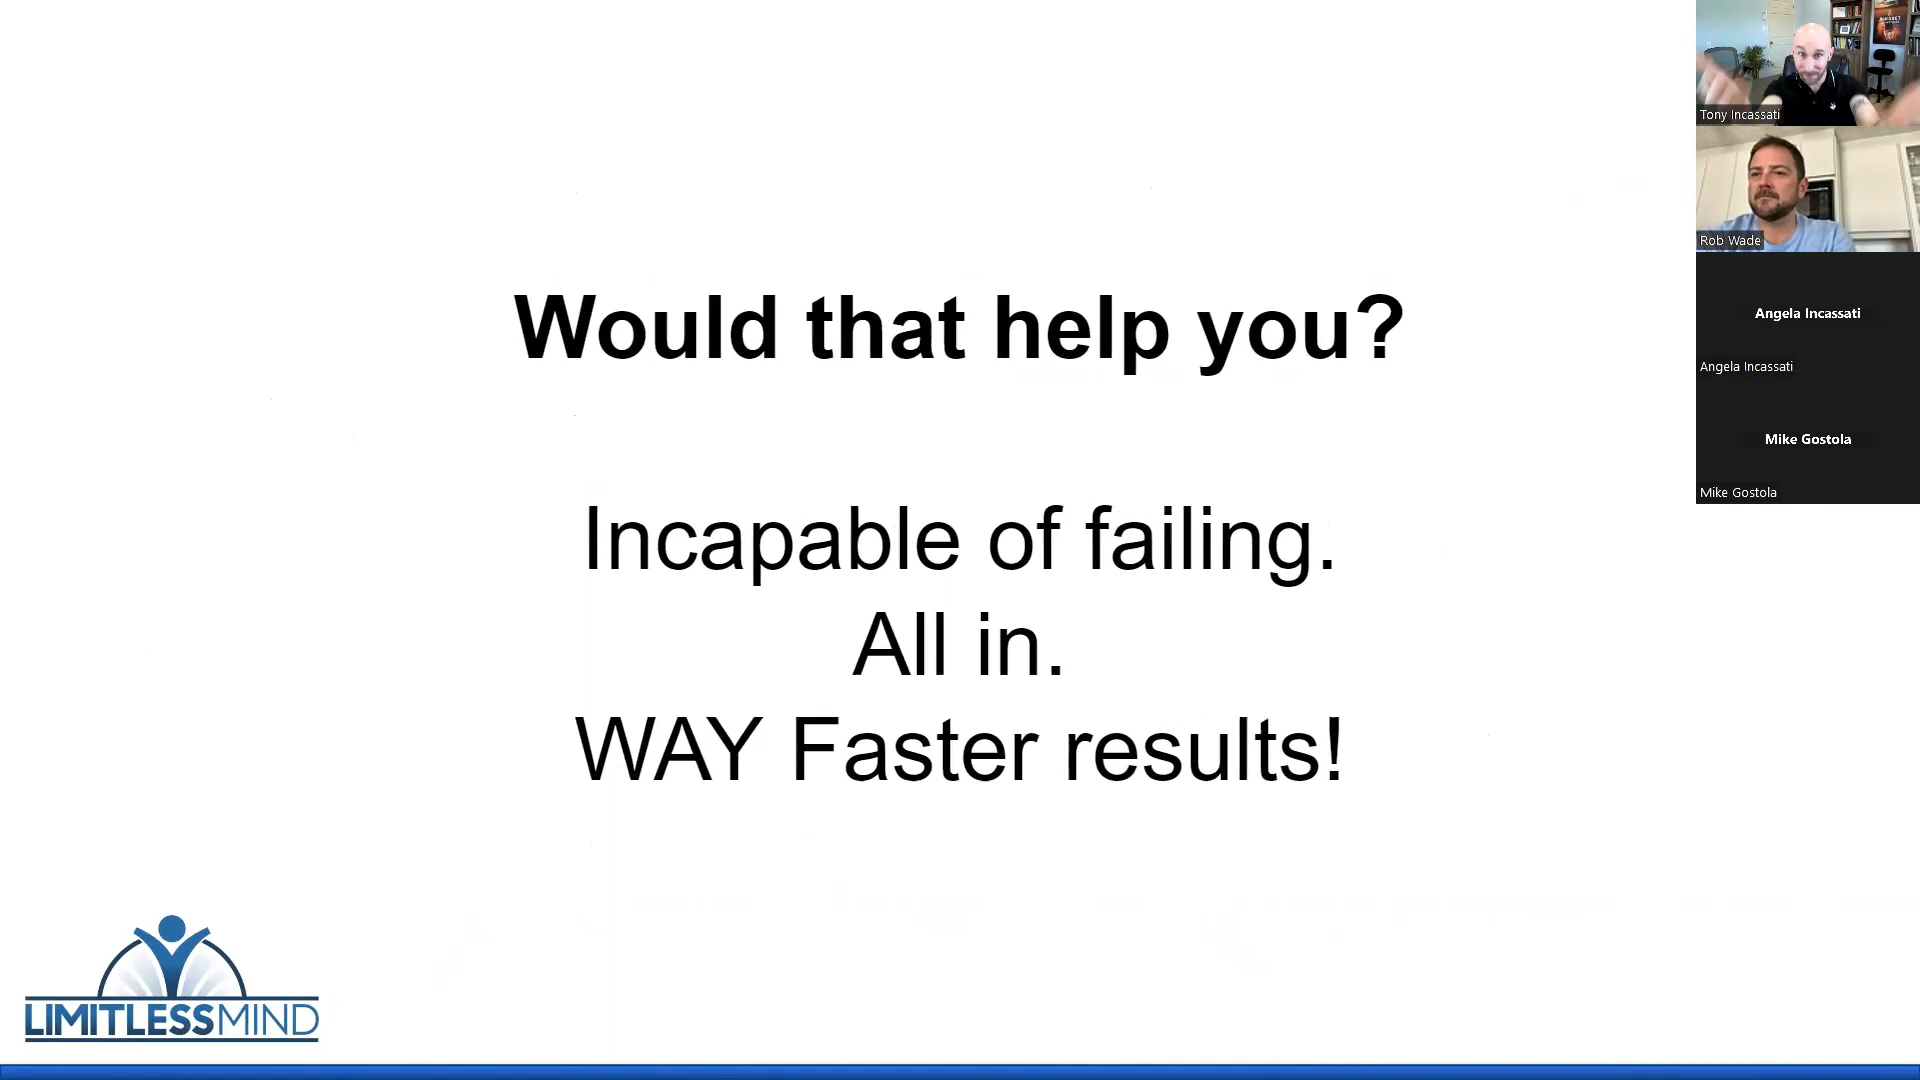 Would that help you?
Incapable of failing.
All in.
WAY Faster results!
LIMITLESSMIND
MINDSET
Tony Incassati
Rob Wade
Angela Incassati
Angela Incassati
Mike Gostola
Mike Gostola